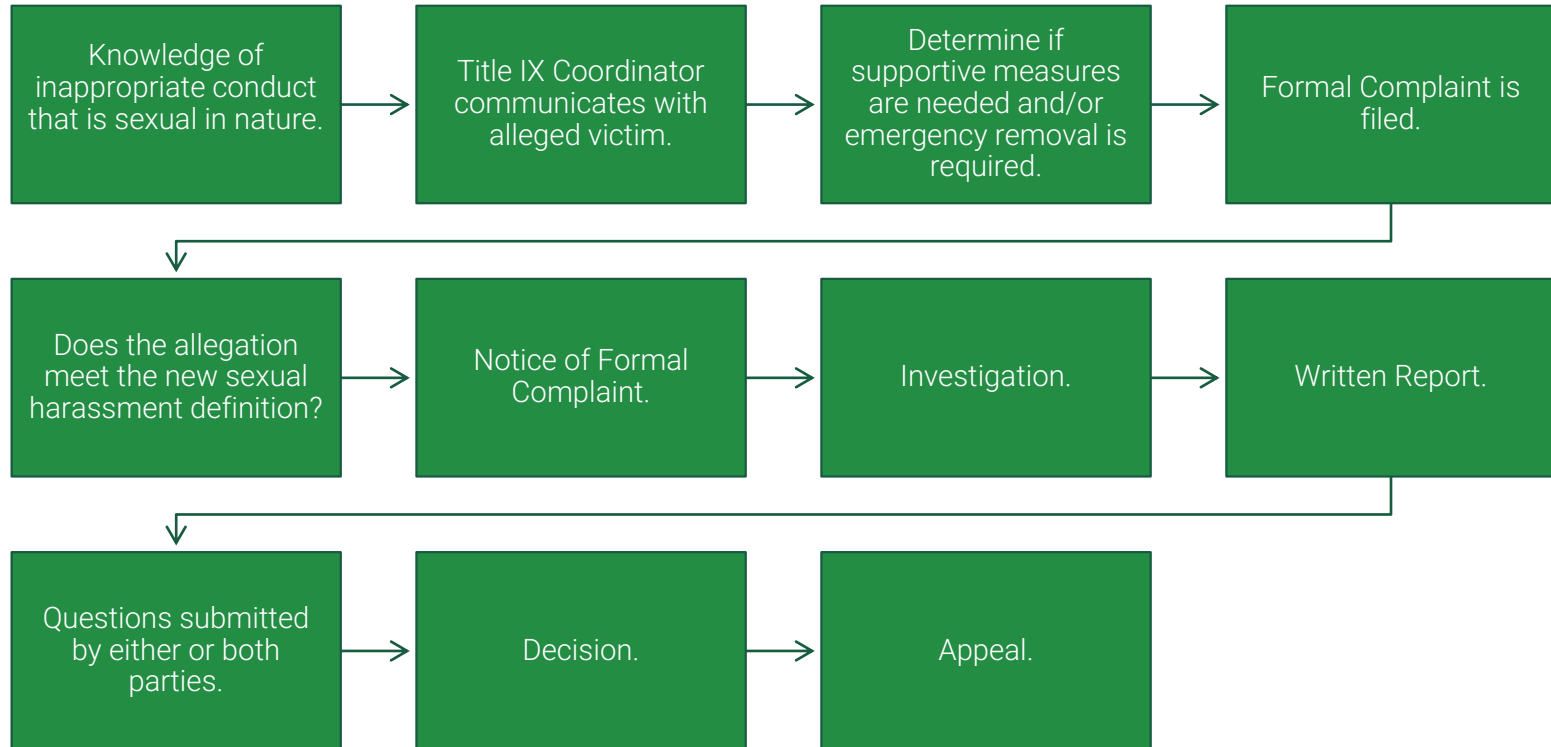 Knowledge of
inappropriate conduct
that is sexual in nature.
Title IX Coordinator
communicates with
alleged victim.
Determine if
supportive measures
are needed and/or
emergency removal is
required.
Formal Complaint is
filed.
Does the allegation
meet the new sexual
harassment definition?
Notice of Formal
Complaint.
Investigation.
Written Report.
Questions submitted
by either or both
parties.
Decision.
Appeal.